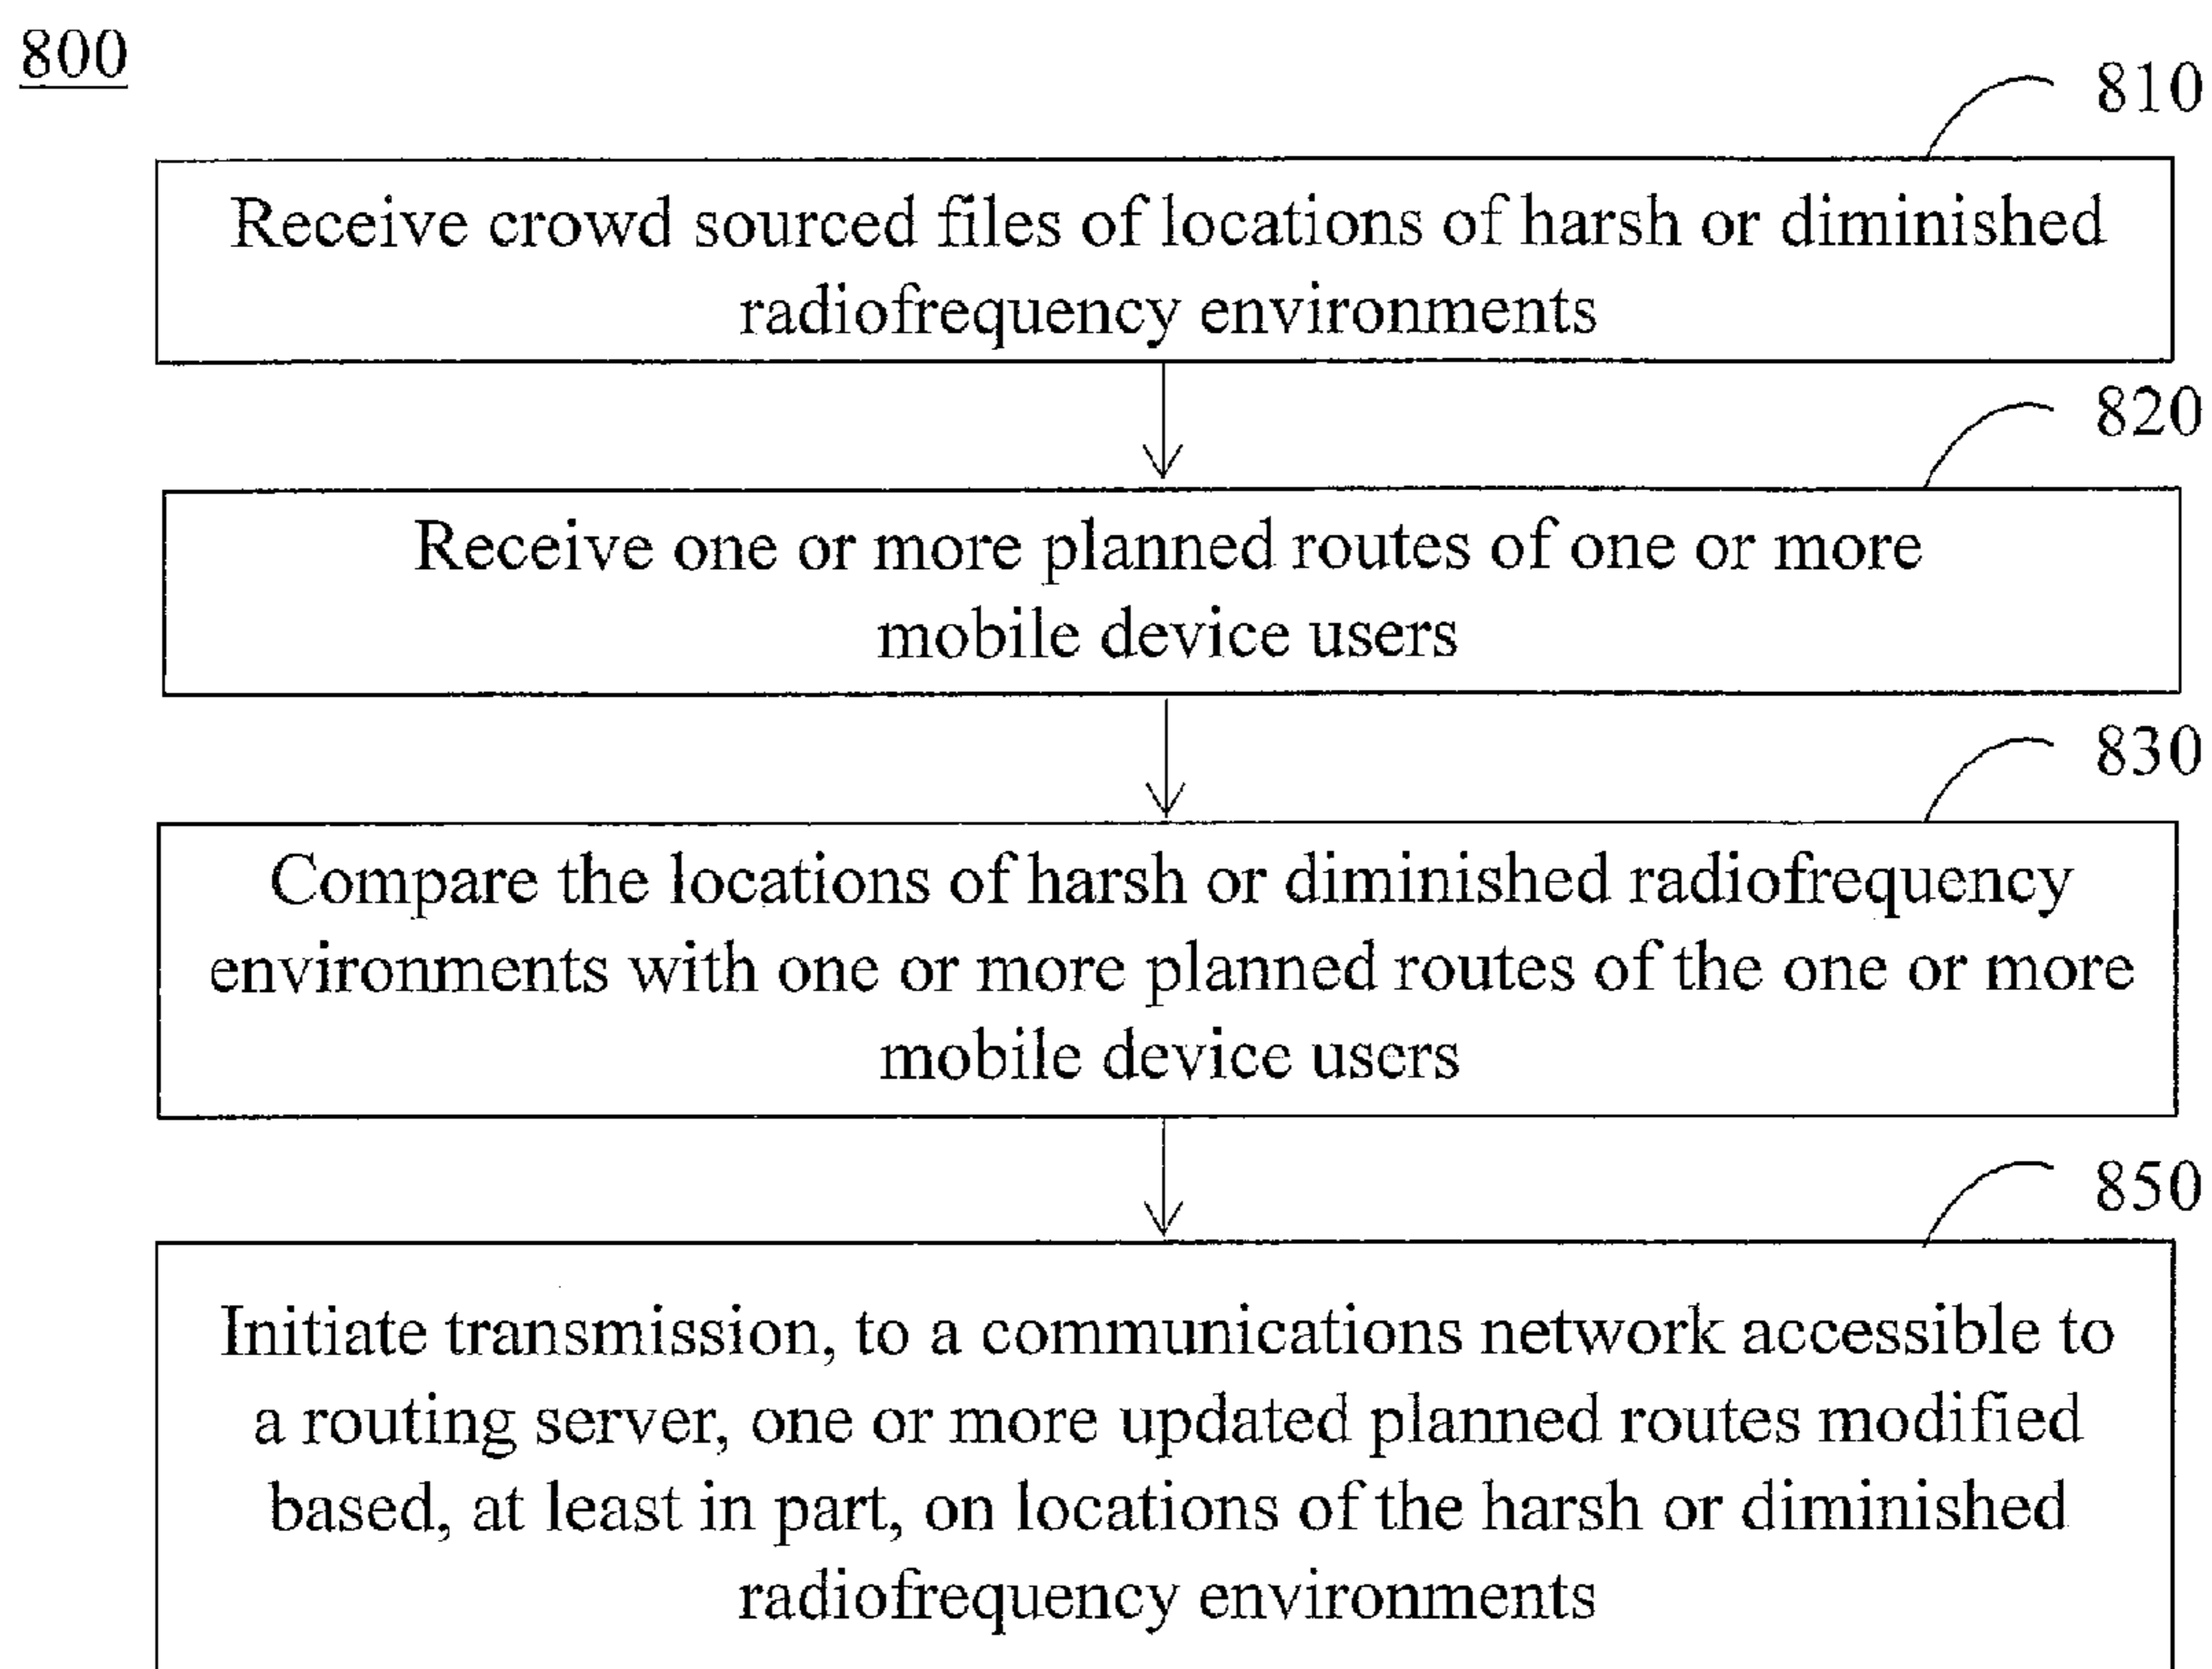 800
810
Receive crowd sourced files of locations of harsh or diminished
radiofrequency environments
820
Receive one or more planned routes of one or more
mobile device users
830
Compare the locations of harsh or diminished radiofrequency
environments with one or more planned routes of the one or more
mobile device users
850
Initiate transmission, to a communications network accessible to
a routing server, one or more updated planned routes modified
based, at least in part, on locations of the harsh or diminished
radiofrequency environments